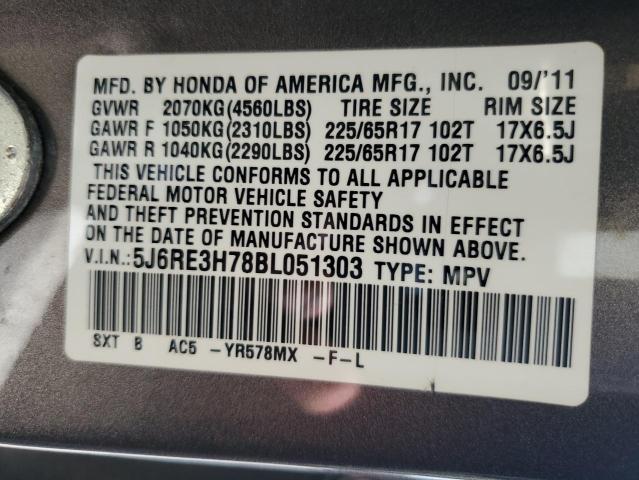 MFD. BY HONDA OF AMERICA MFG., INC. 09/'11
GVWR 2070KG(4560LBS) TIRE SIZE RIM SIZE
GAWR F 1050KG(2310LBS) 225/65R17 102T 17X6.5J
GAWR R 1040KG(2290LBS) 225/65R17 102T 17X6.5J
THIS VEHICLE CONFORMS TO ALL APPLICABLE
FEDERAL MOTOR VEHICLE SAFETY
AND THEFT PREVENTION STANDARDS IN EFFECT
ON THE DATE OF MANUFACTURE SHOWN ABOVE.
V.I.N.: 5J6RE3H78BL051303 TYPE: MPV
SXT B AC5 -YR578MX -F-L